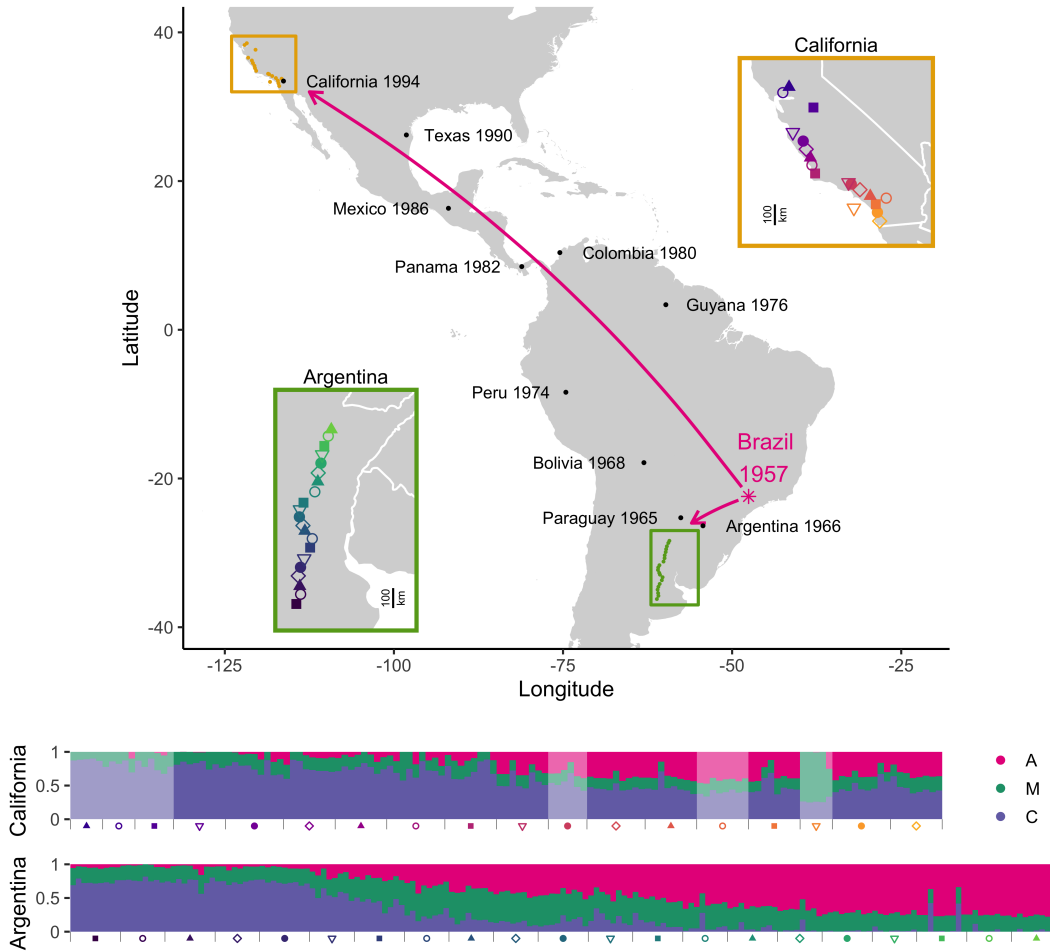 California
40
California 1994
Texas 1990
20
Mexico 1986
100
km
Colombia 1980
Panama 1982
Guyana 1976
Latitude
0
Argentina
Peru 1974
Brazil
1957
Bolivia 1968
-20
Paraguay 1965
Argentina 1966
100
km
-40
-125
-100
-75
-50
-25
Longitude
California
1
0.5
0
A
M
C
Argentina
1
0.5
0